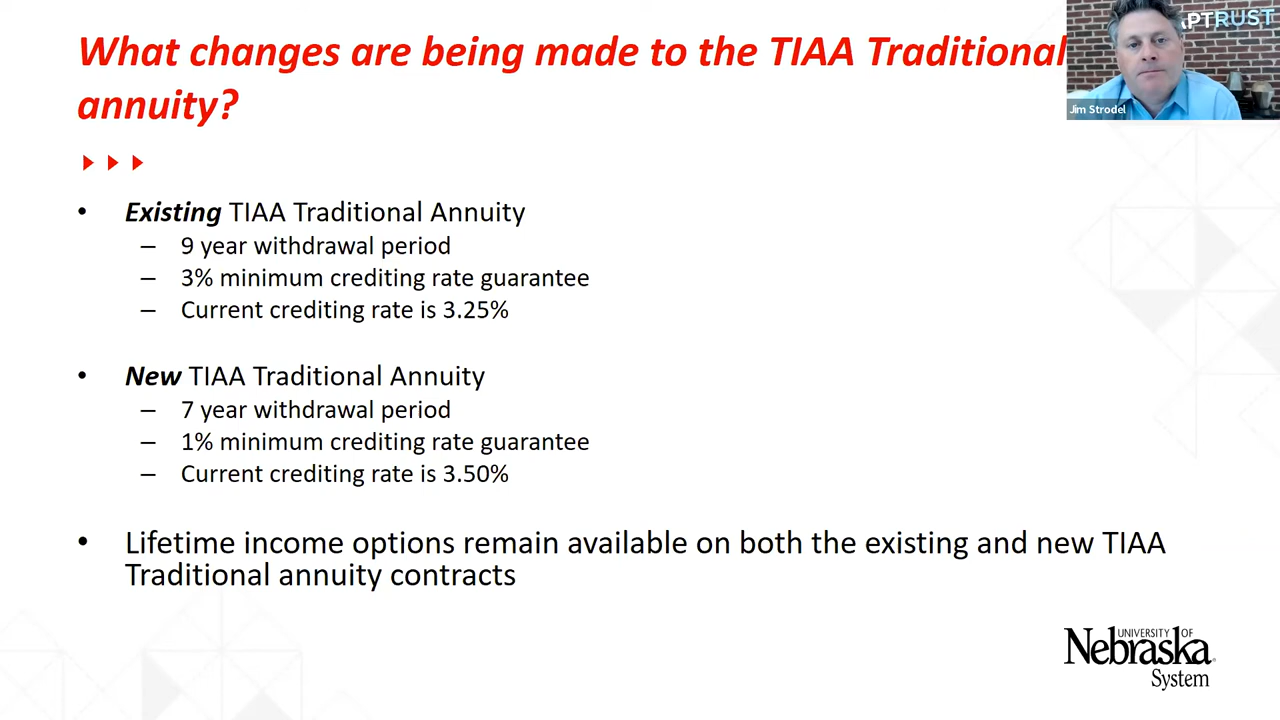 What changes are being made to the TIAA Traditional
annuity?
APTRUST
Jim Strodel
• Existing TIAA Traditional Annuity
– 9 year withdrawal period
– 3% minimum crediting rate guarantee
– Current crediting rate is 3.25%
• New TIAA Traditional Annuity
– 7 year withdrawal period
– 1% minimum crediting rate guarantee
– Current crediting rate is 3.50%
• Lifetime income options remain available on both the existing and new TIAA
Traditional annuity contracts
UNIVERSITY OF
Nebraska
System